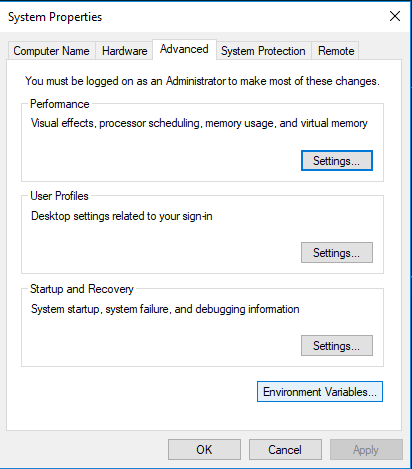 System Properties
Computer Name Hardware Advanced System Protection Remote
You must be logged on as an Administrator to make most of these changes.
Performance
Visual effects, processor scheduling, memory usage, and virtual memory
Settings...
User Profiles
Desktop settings related to your sign-in
Settings...
Startup and Recovery
System startup, system failure, and debugging information
Settings...
Environment Variables...
OK Cancel Apply